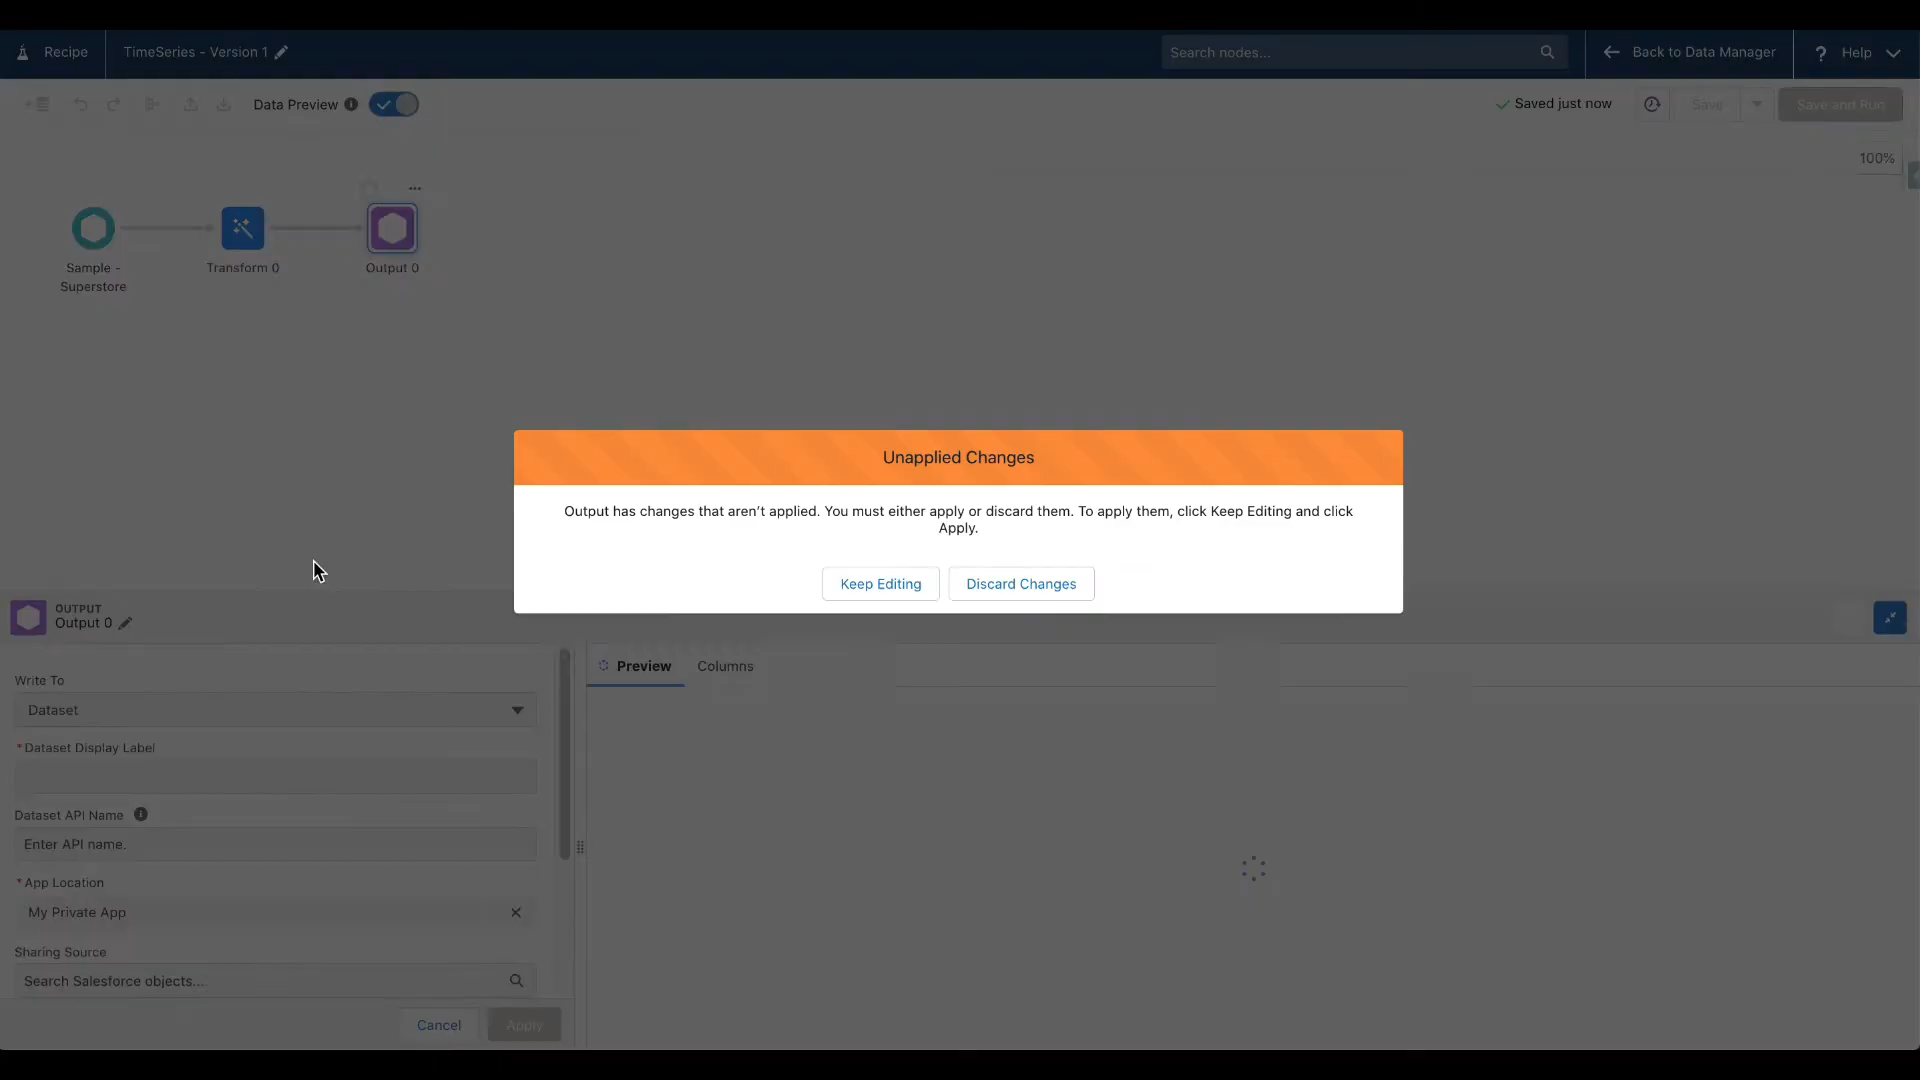 Recipe
TimeSeries - Version 1
Search nodes...
Back to Data Manager
? Help
Data Preview
Saved just now
Save
Save and Run
100%
Sample -
Superstore
Transform 0
Output 0
Unapplied Changes
Output has changes that aren't applied. You must either apply or discard them. To apply them, click Keep Editing and click
Apply.
Keep Editing
Discard Changes
OUTPUT
Output 0
Write To
Dataset
*Dataset Display Label
Dataset API Name
Enter API name.
*App Location
My Private App
Sharing Source
Search Salesforce objects...
Cancel
Apply
Preview
Columns